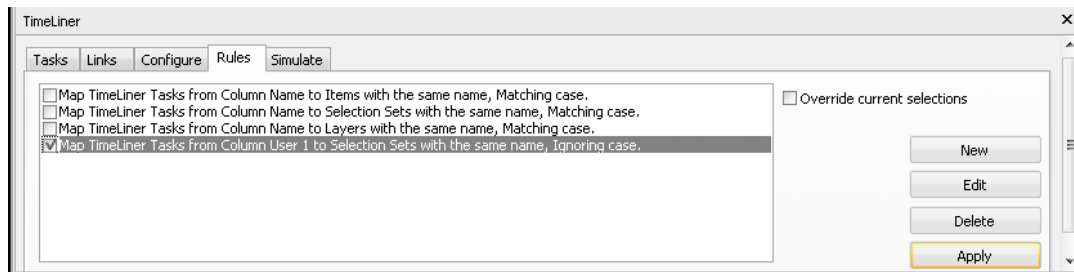 TimeLiner
Tasks Links Configure Rules Simulate
Map TimeLiner Tasks from Column Name to Items with the same name, Matching case.
Map TimeLiner Tasks from Column Name to Selection Sets with the same name, Matching case.
Map TimeLiner Tasks from Column Name to Layers with the same name, Matching case.
Map TimeLiner Tasks from Column User 1 to Selection Sets with the same name, Ignoring case.
Override current selections
New
Edit
Delete
Apply